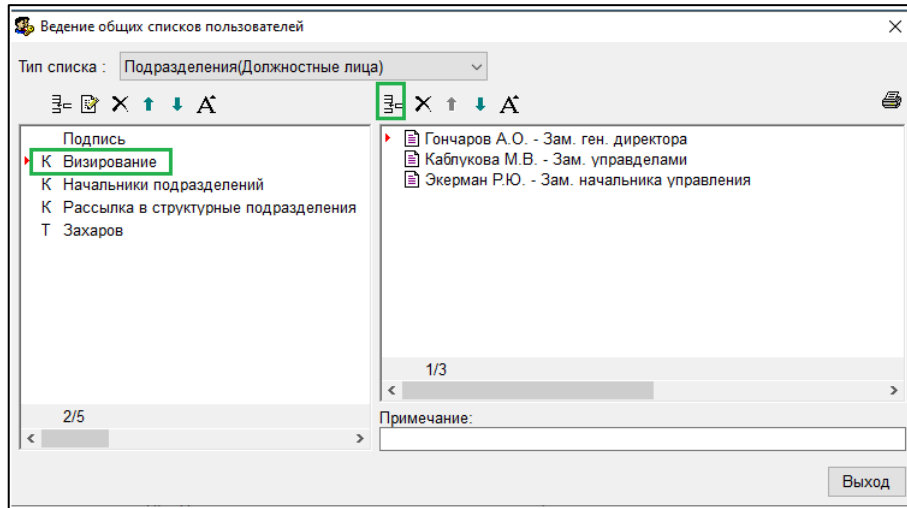 Ведение общих списков пользователей
Тип списка : Подразделения(Должностные лица)
Подпись
К Визирование
К Начальники подразделений
К Рассылка в структурные подразделения
Т Захаров
2/5
Гончаров А.О. - Зам. ген. директора
Каблукова М.В. - Зам. управделами
Экерман Р.Ю. - Зам. начальника управления
1/3
Примечание:
Выход